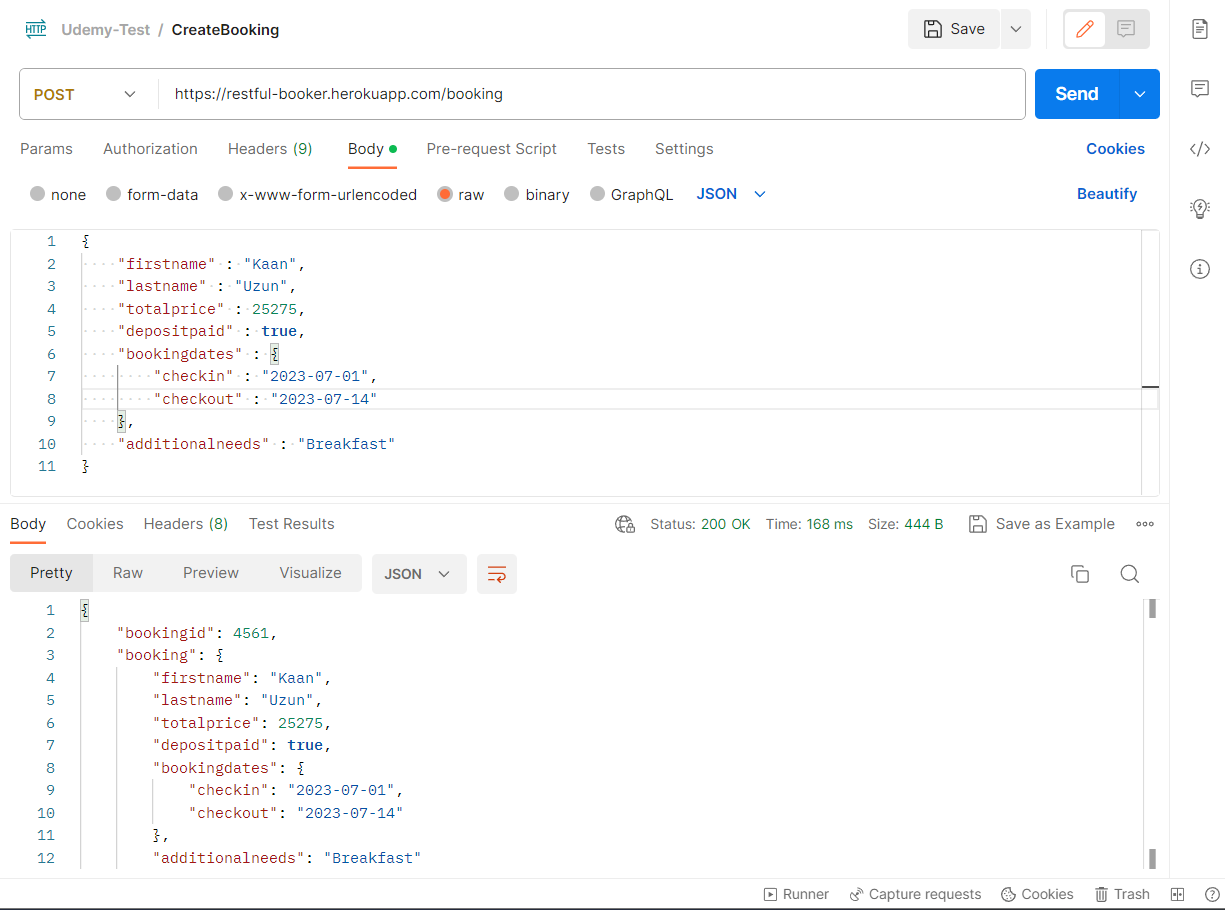 HTTP Udemy-Test / CreateBooking Save
POST https://restful-booker.herokuapp.com/booking Send
Params Authorization Headers (9) Body Pre-request Script Tests Settings Cookies
none form-data x-www-form-urlencoded raw binary GraphQL JSON Beautify
1 {
2 "firstname" : "Kaan",
3 "lastname" : "Uzun",
4 "totalprice" : 25275,
5 "depositpaid" : true,
6 "bookingdates" : {
7 "checkin" : "2023-07-01",
8 "checkout" : "2023-07-14"
9 },
10 "additionalneeds" : "Breakfast"
11 }
Body Cookies Headers (8) Test Results Status: 200 OK Time: 168 ms Size: 444 B Save as Example
Pretty Raw Preview Visualize JSON
1 {
2 "bookingid": 4561,
3 "booking": {
4 "firstname": "Kaan",
5 "lastname": "Uzun",
6 "totalprice": 25275,
7 "depositpaid": true,
8 "bookingdates": {
9 "checkin": "2023-07-01",
10 "checkout": "2023-07-14"
11 },
12 "additionalneeds": "Breakfast"
Runner Capture requests Cookies Trash